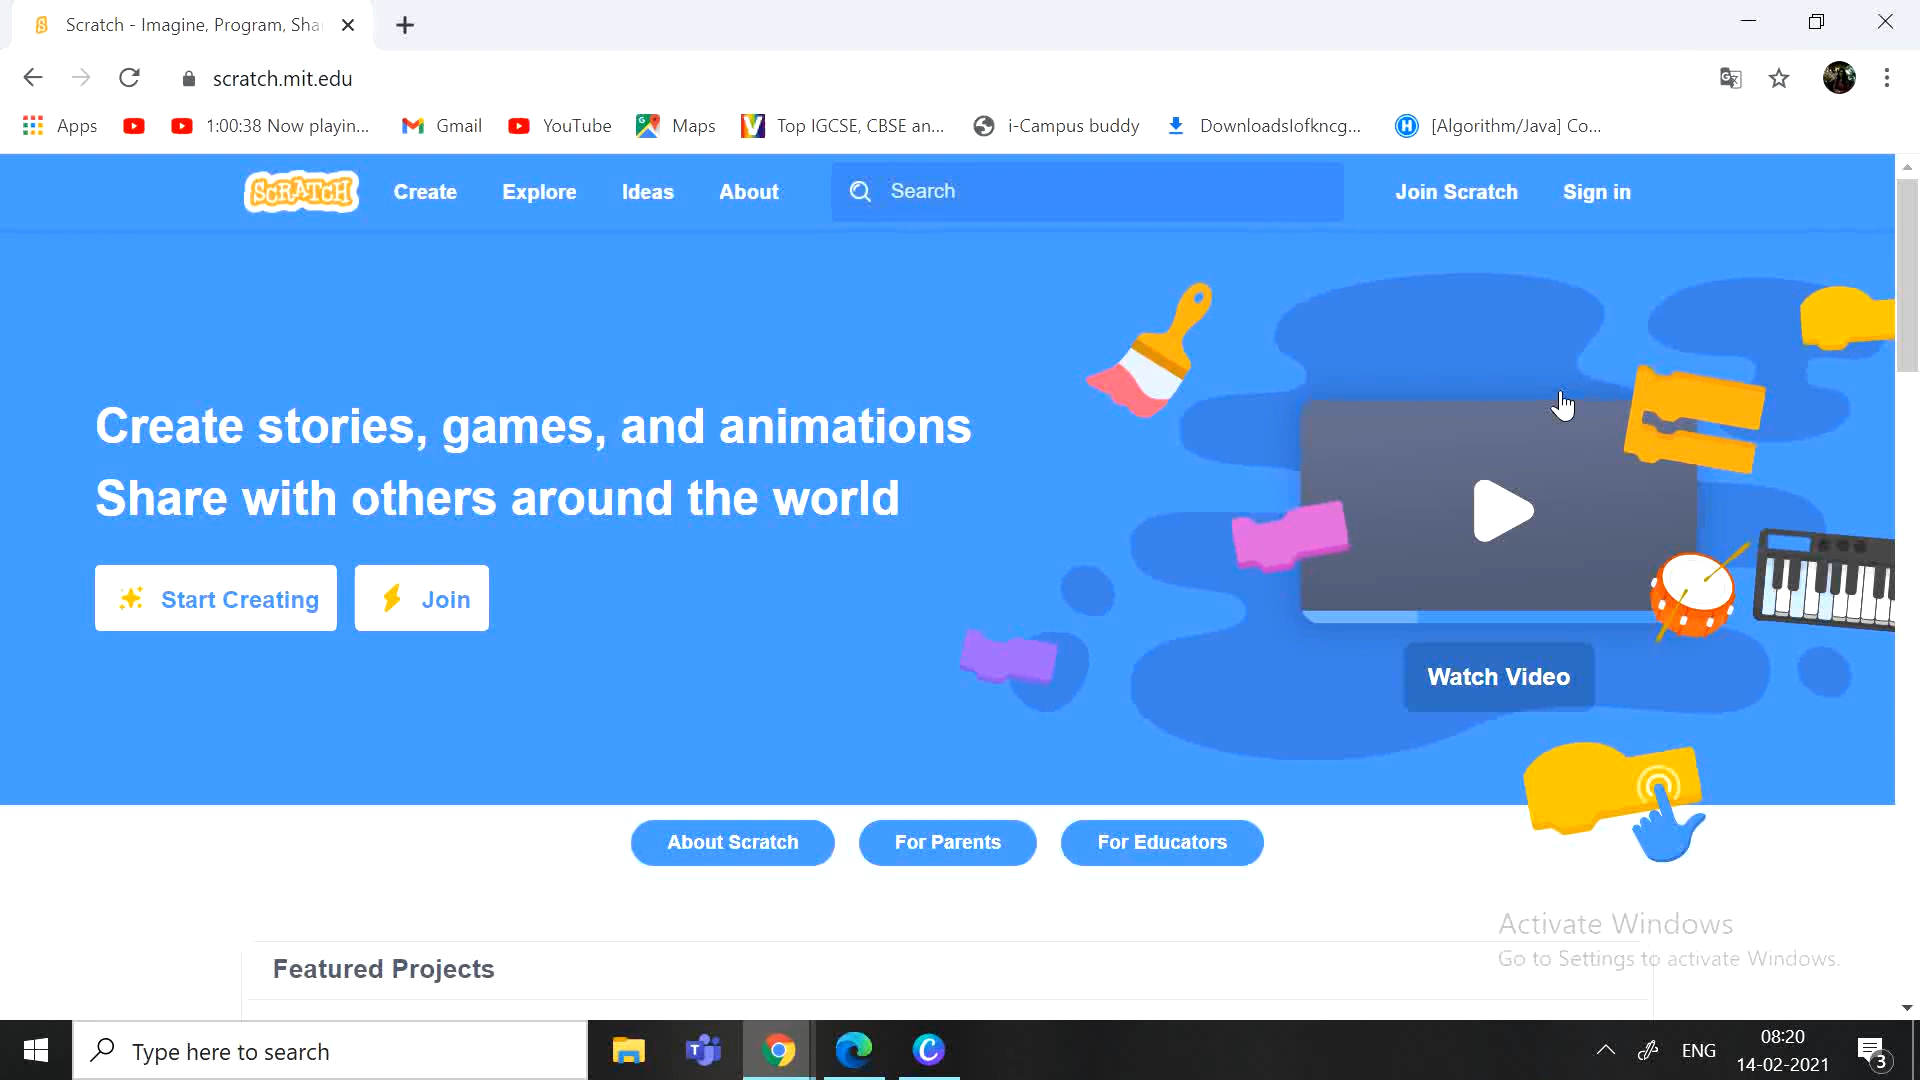 Scratch - Imagine, Program, Sha
scratch.mit.edu
Apps
1:00:38 Now playin...
Gmail
YouTube
Maps
Top IGCSE, CBSE an...
i-Campus buddy
Downloadslofkncg...
[Algorithm/Java] Co...
SCRATCH
Create
Explore
Ideas
About
Search
Join Scratch
Sign in
Create stories, games, and animations
Share with others around the world
Start Creating
Join
Watch Video
About Scratch
For Parents
For Educators
Activate Windows
Go to Settings to activate Windows.
Featured Projects
Type here to search
ENG
08:20
14-02-2021
3